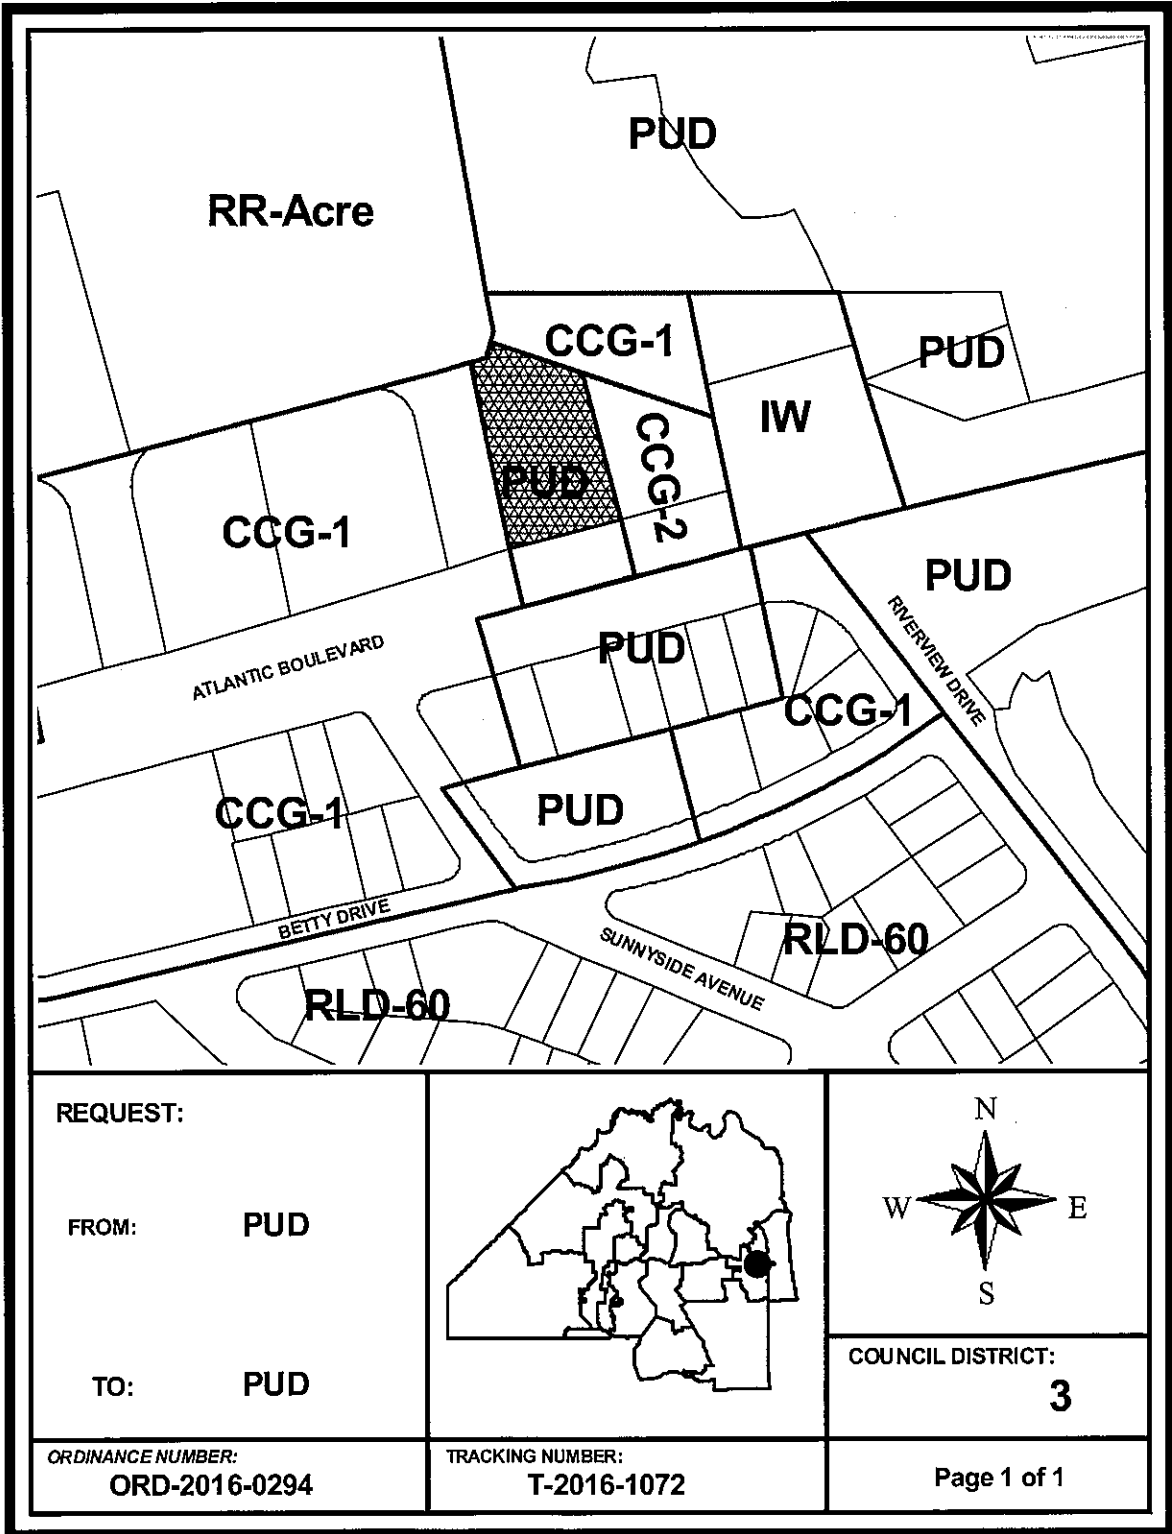 PUD
RR-Acre
CCG-1
PUD
IW
CCG-2
PUD
CCG-1
PUD
RIVERVIEW DRIVE
PUD
ATLANTIC BOULEVARD
CCG-1
PUD
CCG-1
BETTY DRIVE
SUNNYSIDE AVENUE
RLD-60
RLD-60
REQUEST:
FROM: PUD
TO: PUD
N
W E
S
COUNCIL DISTRICT:
3
ORDINANCE NUMBER:
ORD-2016-0294
TRACKING NUMBER:
T-2016-1072
Page 1 of 1